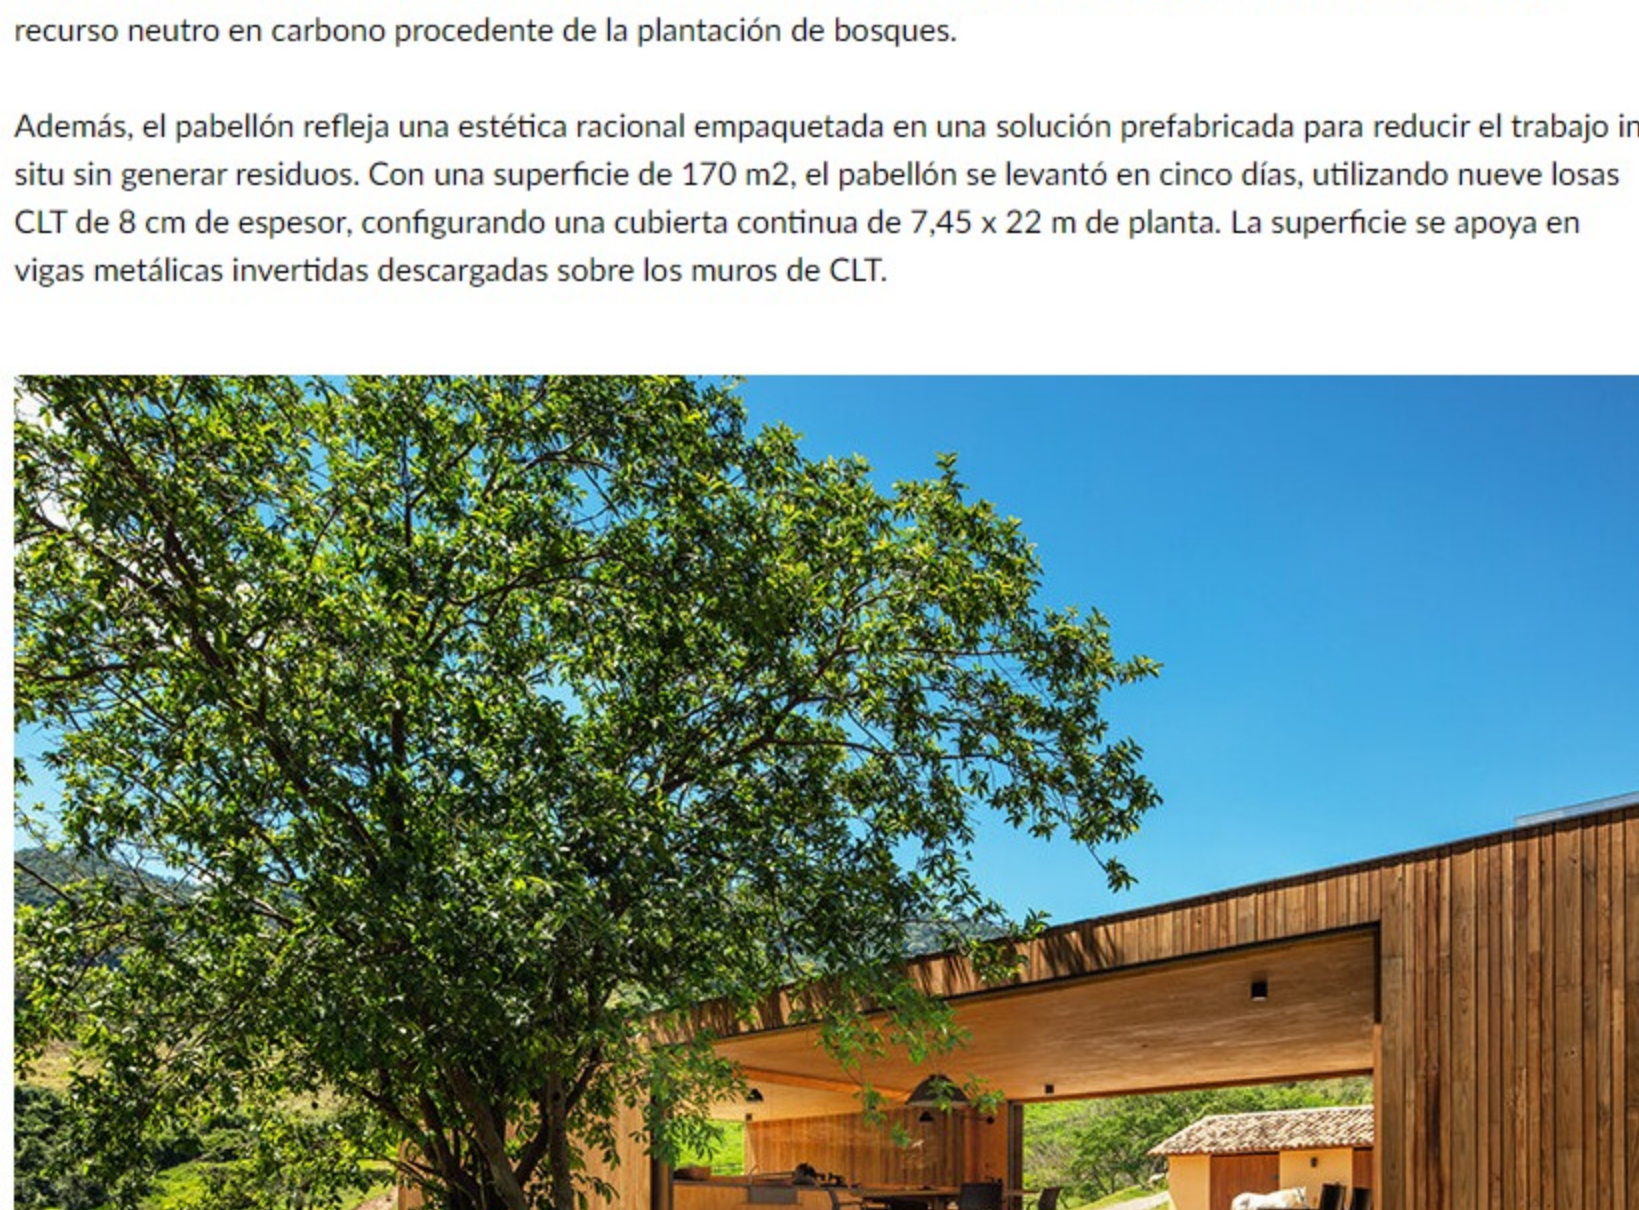 recurso neutro en carbono procedente de la plantación de bosques.
Además, el pabellón refleja una estética racional empaquetada en una solución prefabricada para reducir el trabajo in
situ sin generar residuos. Con una superficie de 170 m2, el pabellón se levantó en cinco días, utilizando nueve losas
CLT de 8 cm de espesor, configurando una cubierta continua de 7,45 x 22 m de planta. La superficie se apoya en
vigas metálicas invertidas descargadas sobre los muros de CLT.